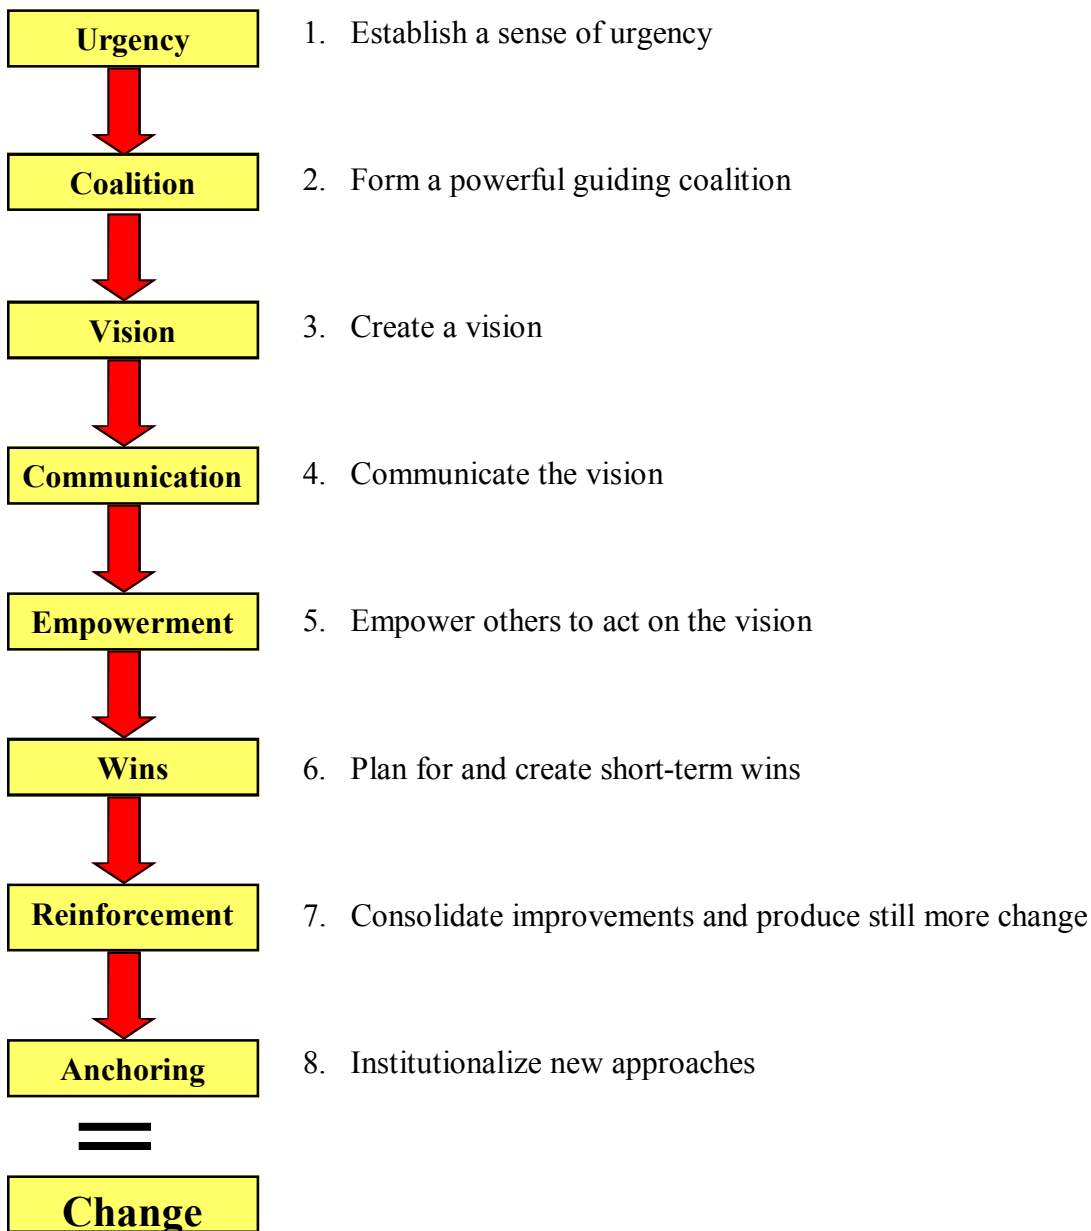 Urgency 1. Establish a sense of urgency
Coalition 2. Form a powerful guiding coalition
Vision 3. Create a vision
Communication 4. Communicate the vision
Empowerment 5. Empower others to act on the vision
Wins 6. Plan for and create short-term wins
Reinforcement 7. Consolidate improvements and produce still more change
Anchoring 8. Institutionalize new approaches
=
Change